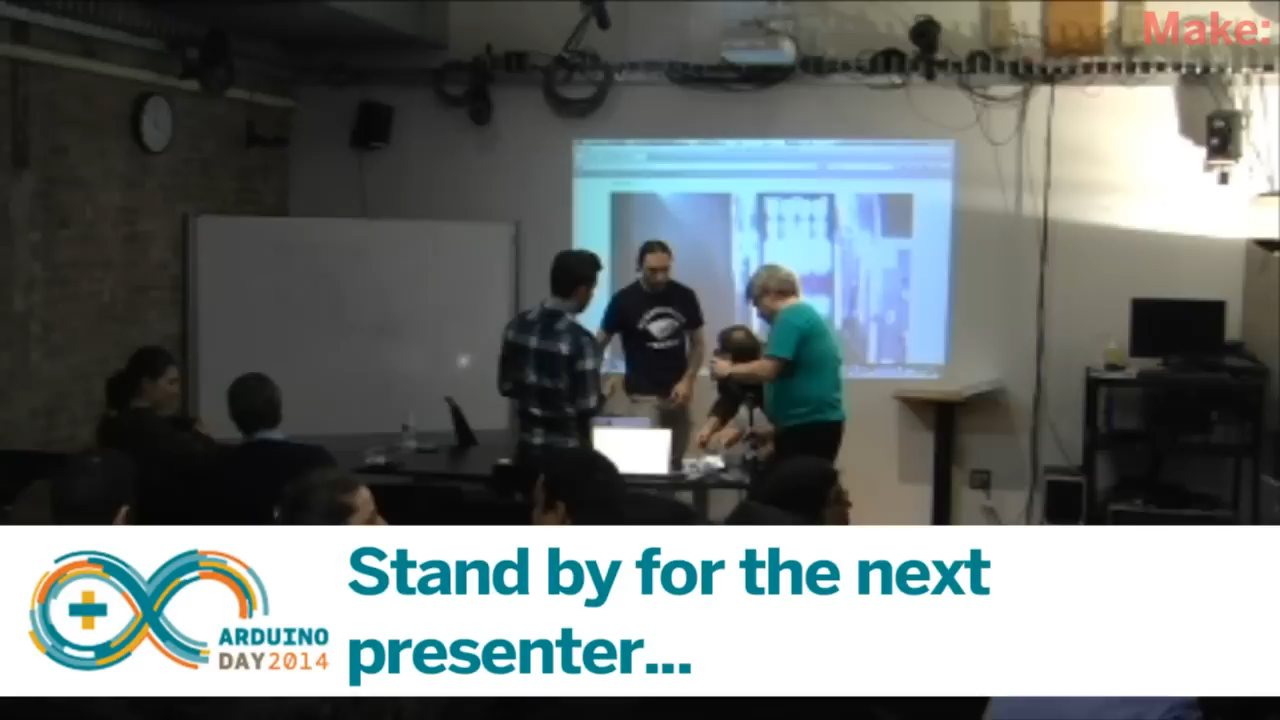 Make:
Stand by for the next
presenter...
ARDUINO
DAY2014